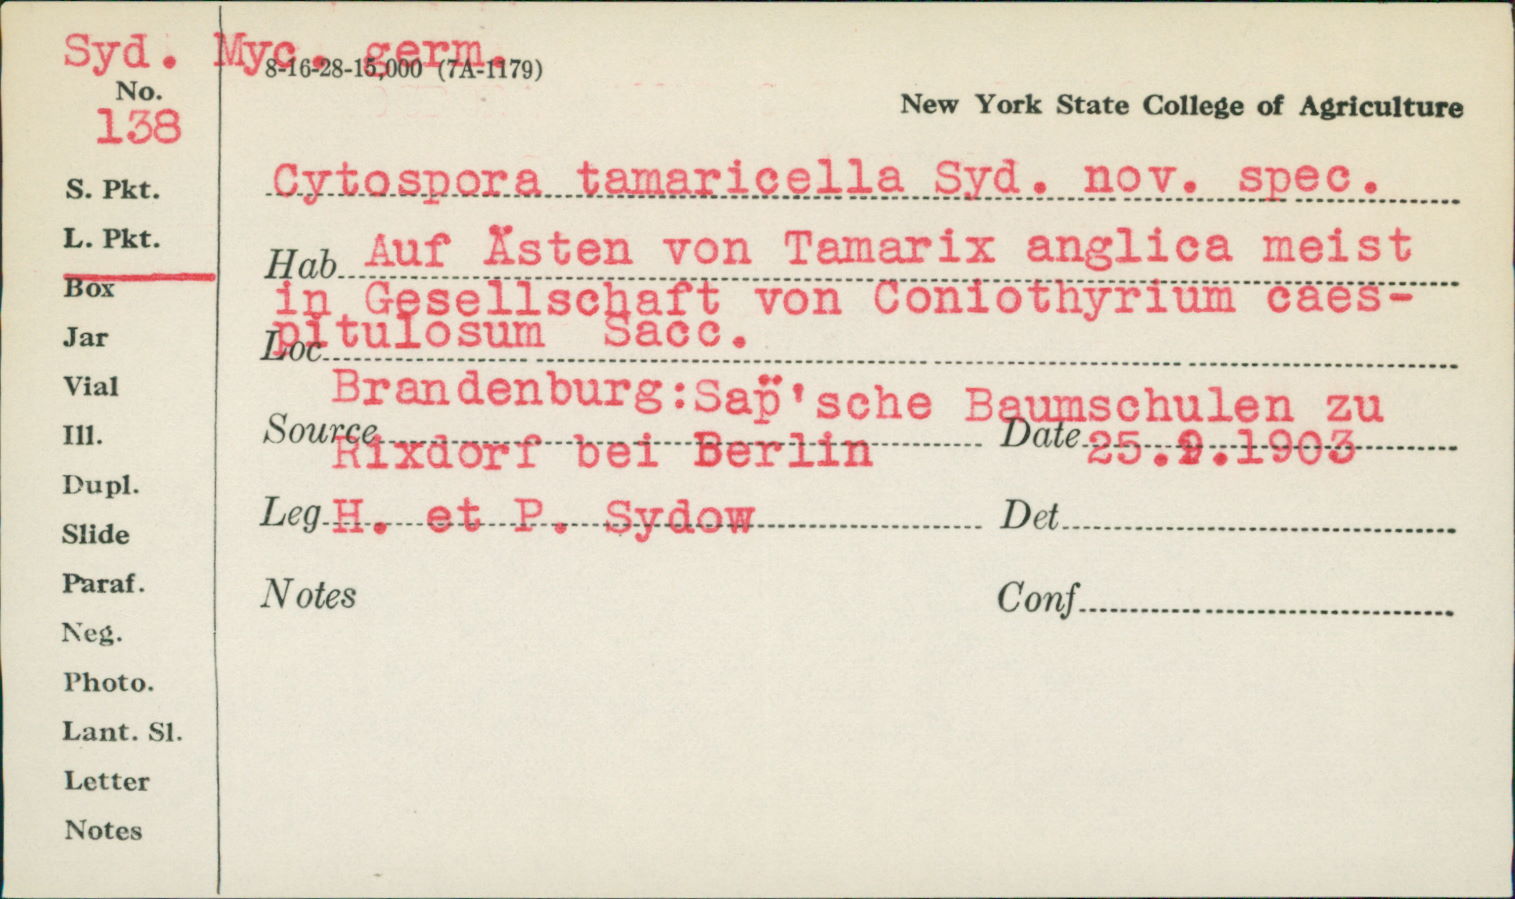 Syd. Myc. germ.
8-16-28-15,000 (7A-1179)
No.
138
New York State College of Agriculture
S. Pkt.
L. Pkt.
Box
Jar
Vial
Ill.
Dupl.
Slide
Paraf.
Neg.
Photo.
Lant. Sl.
Letter
Notes
Cytospora tamaricella Syd. nov. spec.
Hab Auf Ästen von Tamarix anglica meist
in Gesellschaft von Coniothyrium caes-
pitulosum Sacc.
Loc
Brandenburg: Sap̈'sche Baumschulen zu
Source Rixdorf bei Berlin Date 25.9.1903
Leg H. et P. Sydow Det
Notes Conf